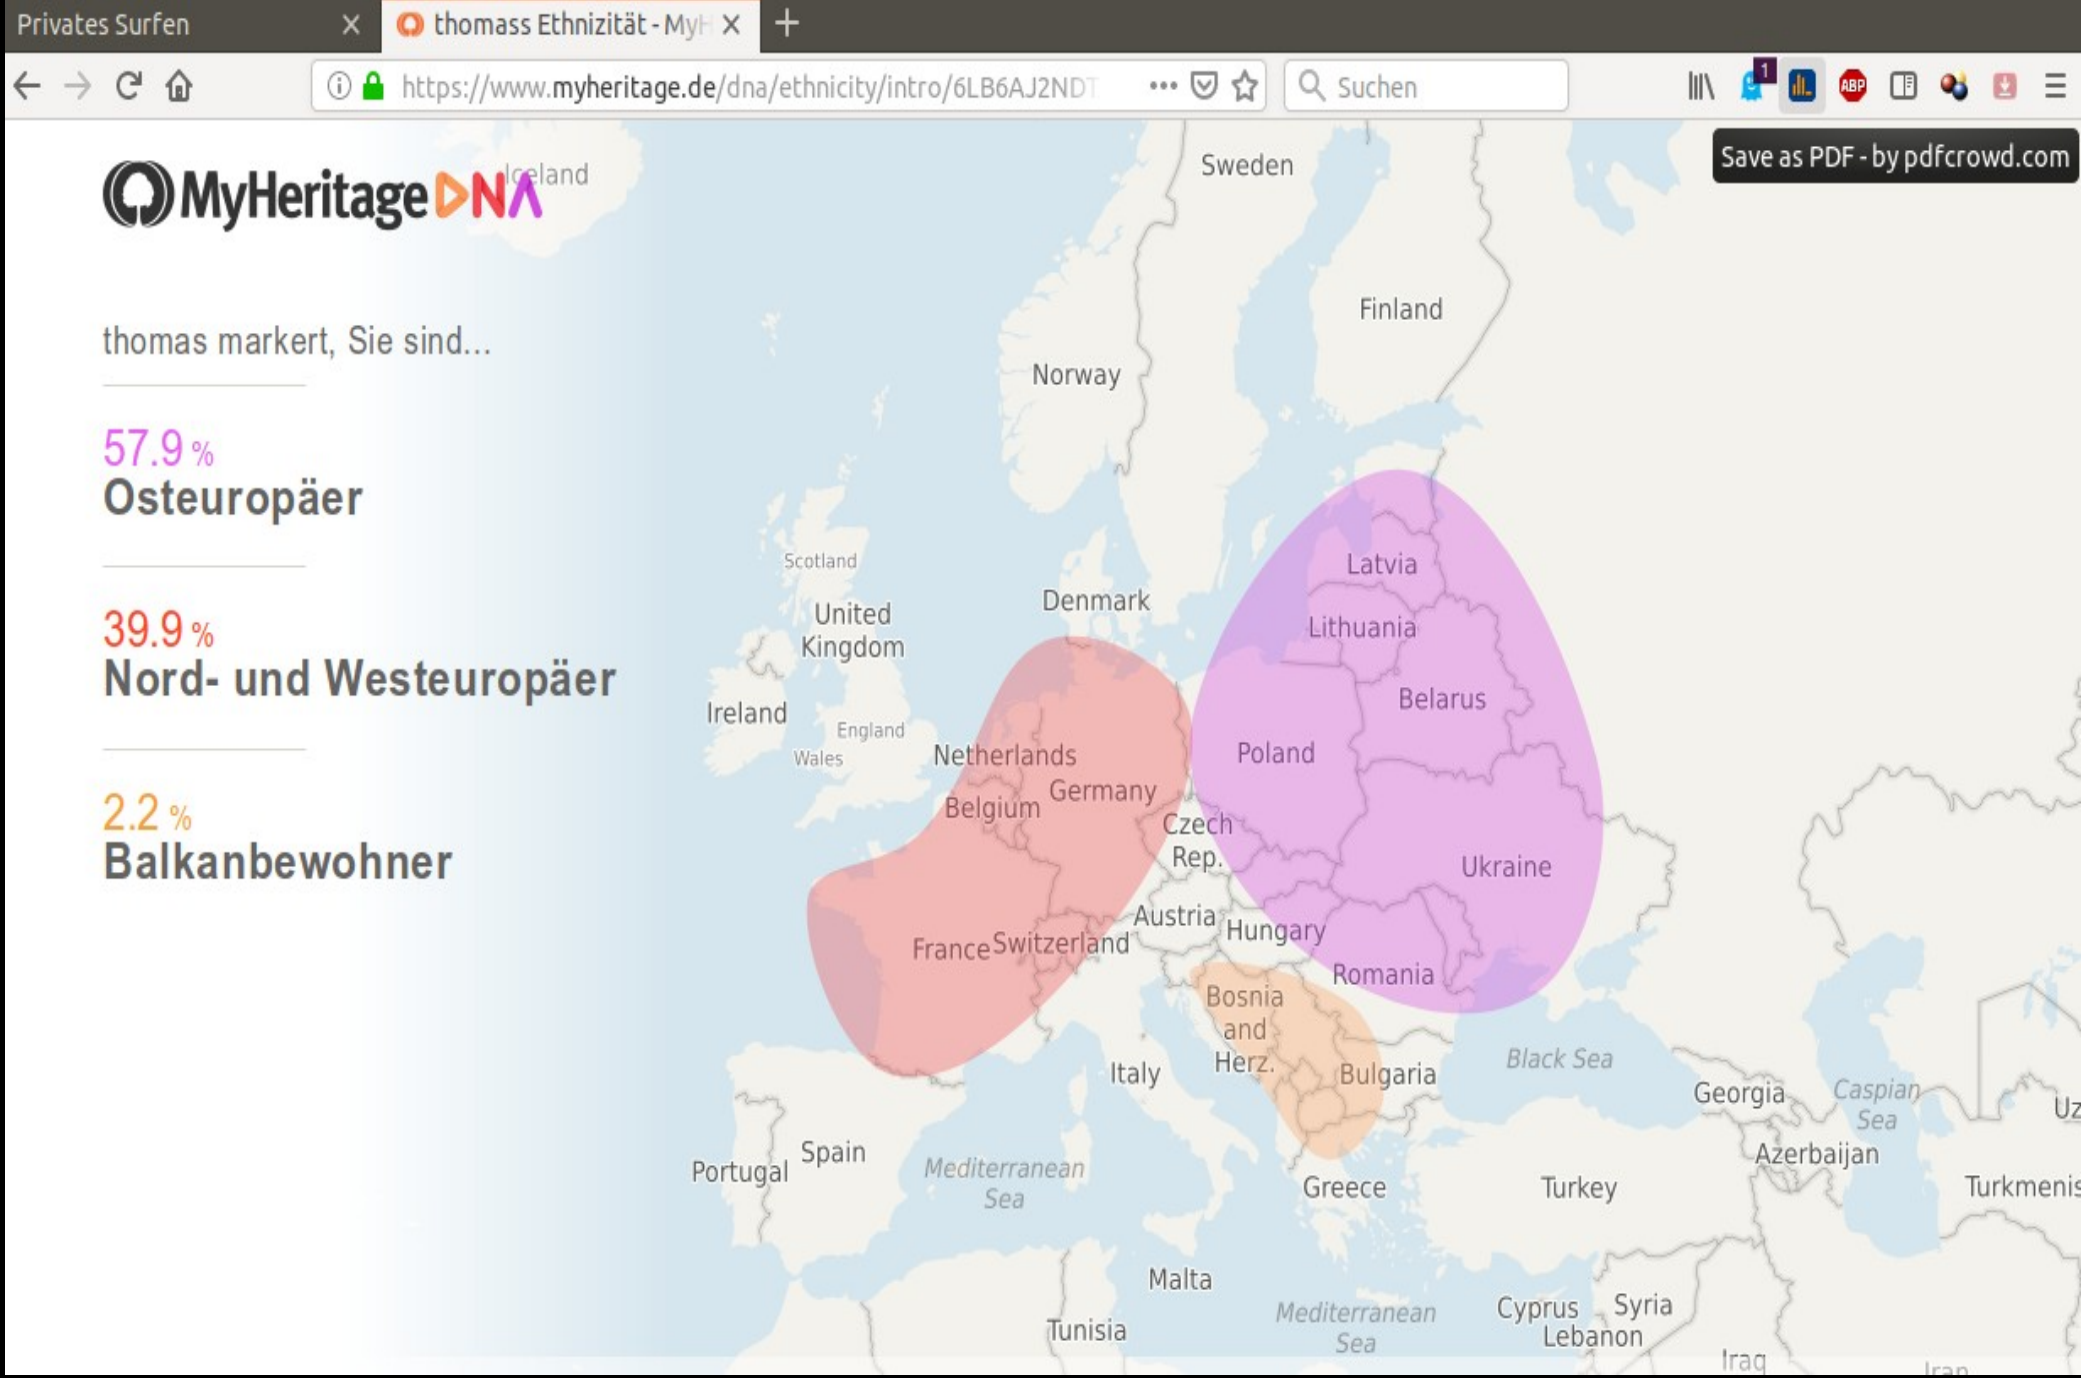 Privates Surfen
thomass Ethnizität - MyH
https://www.myheritage.de/dna/ethnicity/intro/6LB6AJ2NDT
Suchen
1
ABP
Save as PDF - by pdfcrowd.com
MyHeritage DNA
Iceland
Sweden
Finland
Norway
thomas markert, Sie sind...
57.9 %
Osteuropäer
39.9 %
Nord- und Westeuropäer
2.2 %
Balkanbewohner
Scotland
United
Kingdom
Denmark
Latvia
Lithuania
Belarus
Ireland
England
Wales
Netherlands
Belgium
Germany
Poland
Czech
Rep.
Ukraine
Austria
Hungary
France
Switzerland
Romania
Bosnia
and
Herz.
Italy
Bulgaria
Black Sea
Georgia
Caspian
Sea
Uz
Azerbaijan
Portugal
Spain
Mediterranean
Sea
Greece
Turkey
Turkmenis
Malta
Tunisia
Mediterranean
Sea
Cyprus
Syria
Lebanon
Iraq
Iran